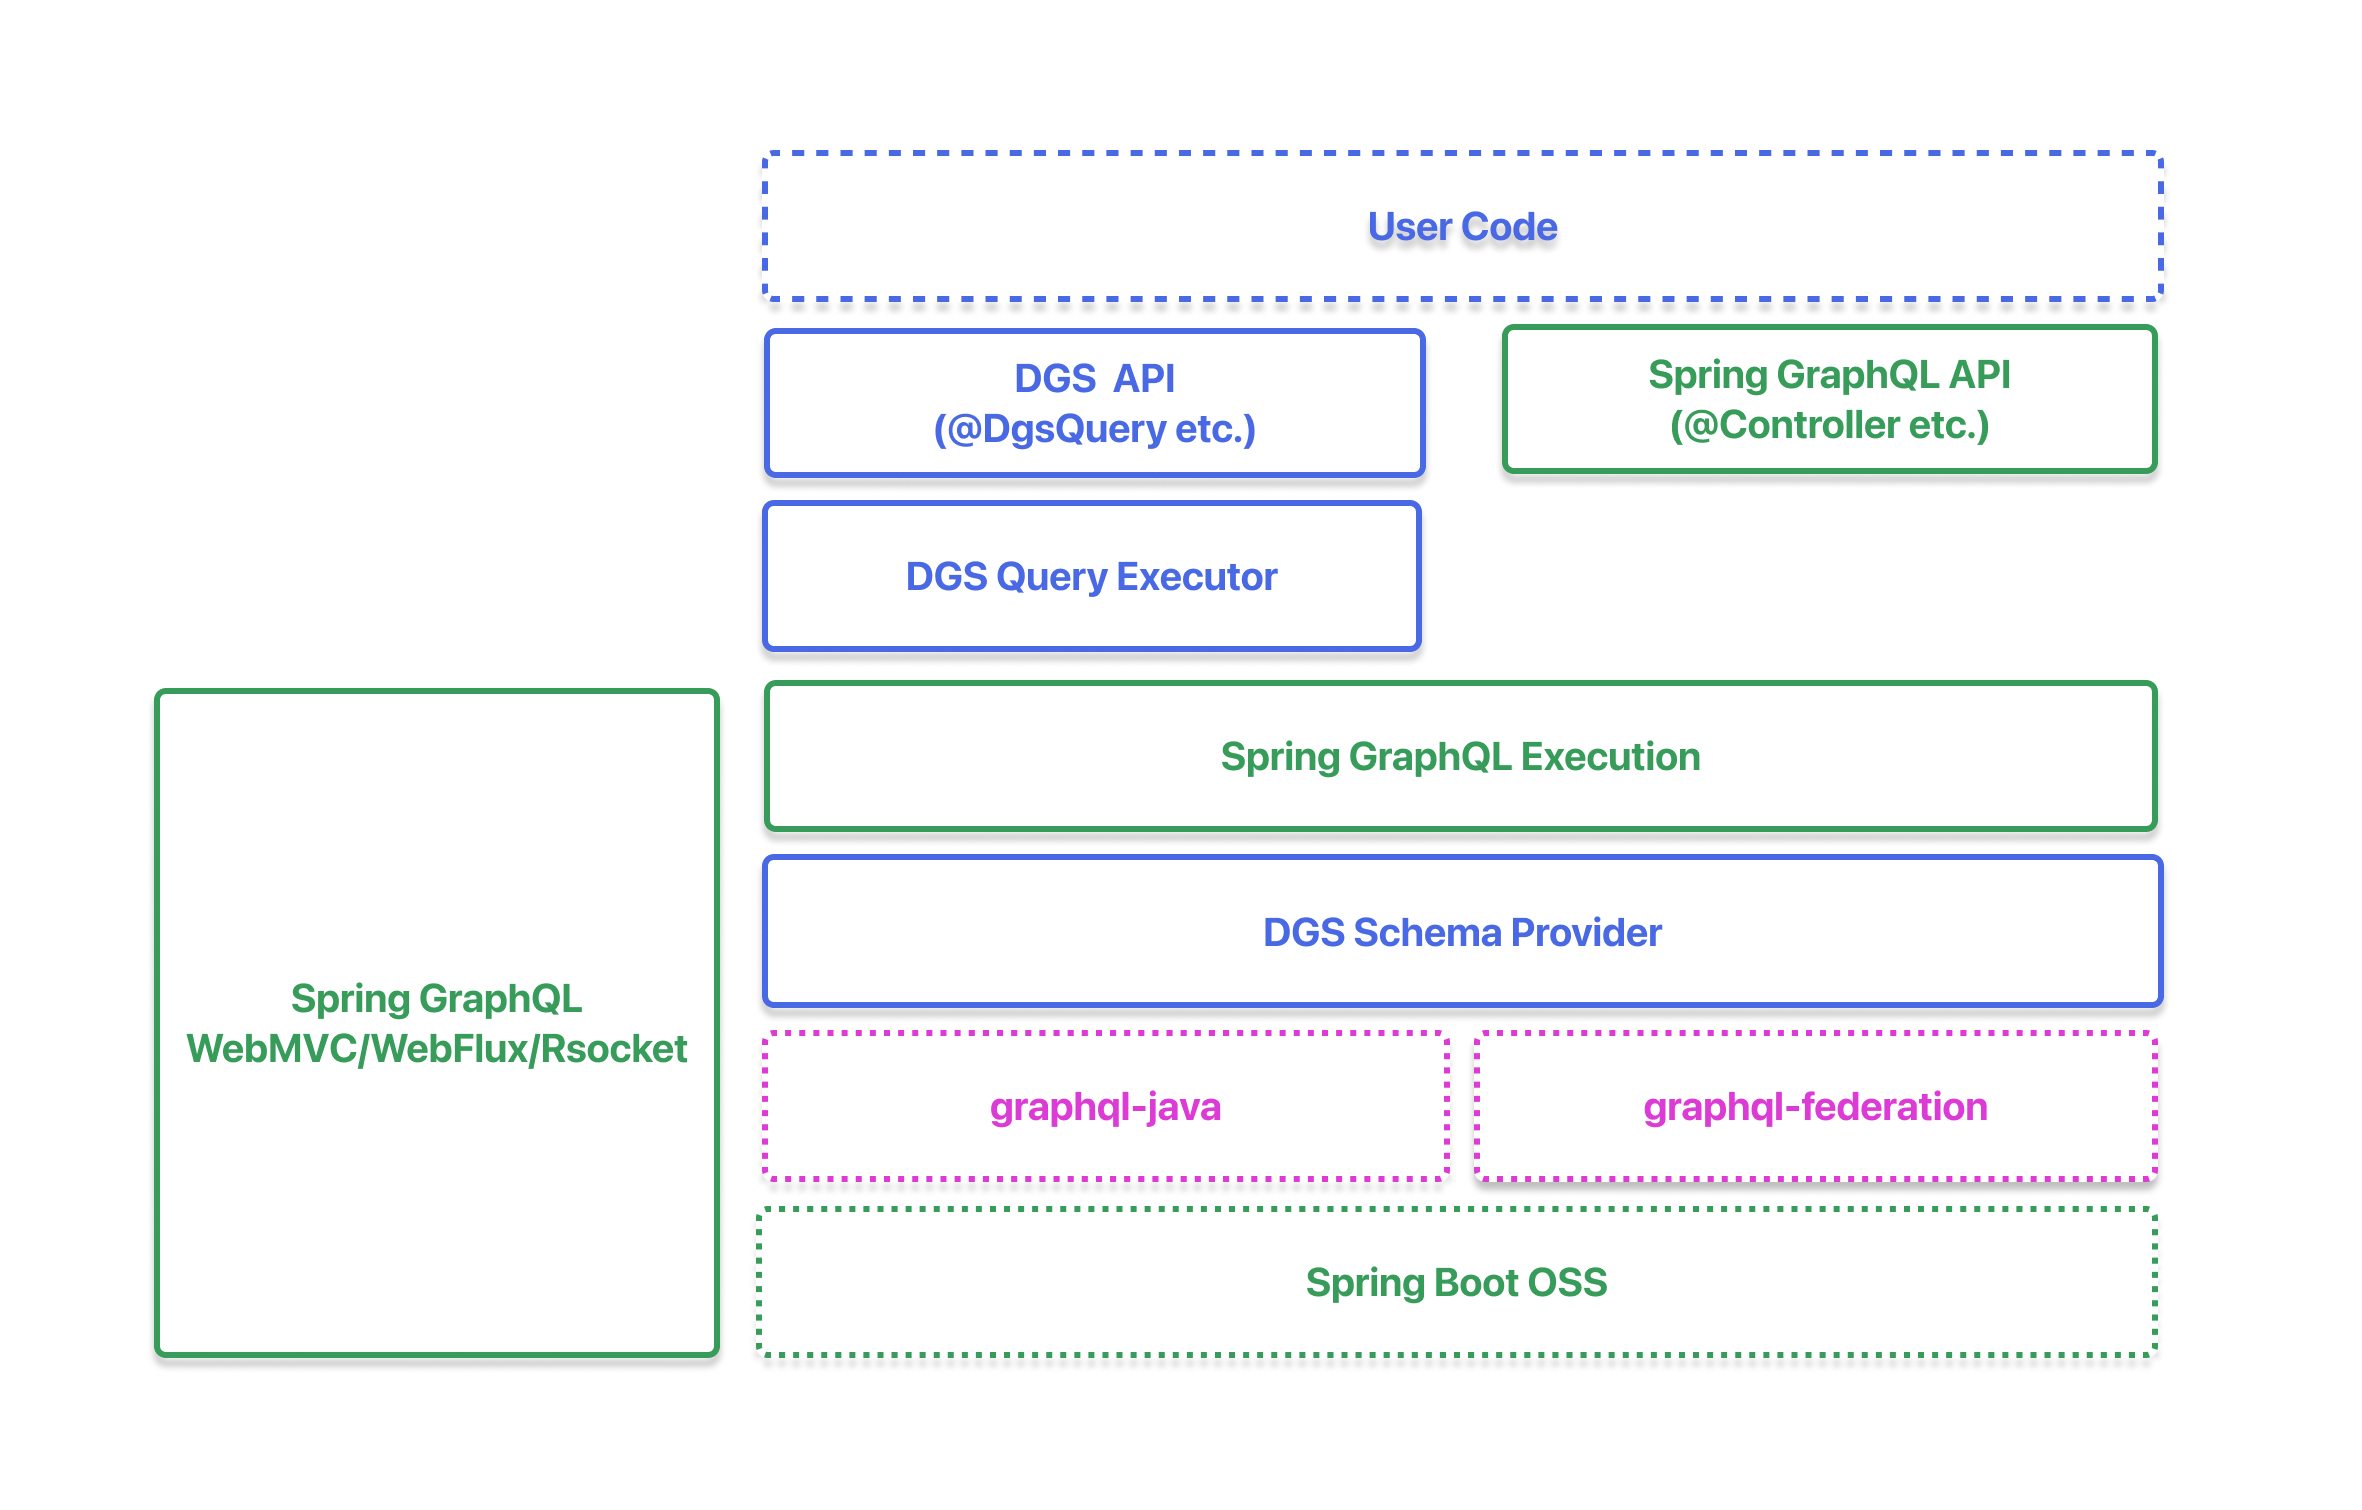 User Code
DGS  API
(@DgsQuery etc.)
Spring GraphQL API
(@Controller etc.)
DGS Query Executor
Spring GraphQL Execution
DGS Schema Provider
Spring GraphQL
WebMVC/WebFlux/Rsocket
graphql-java
graphql-federation
Spring Boot OSS